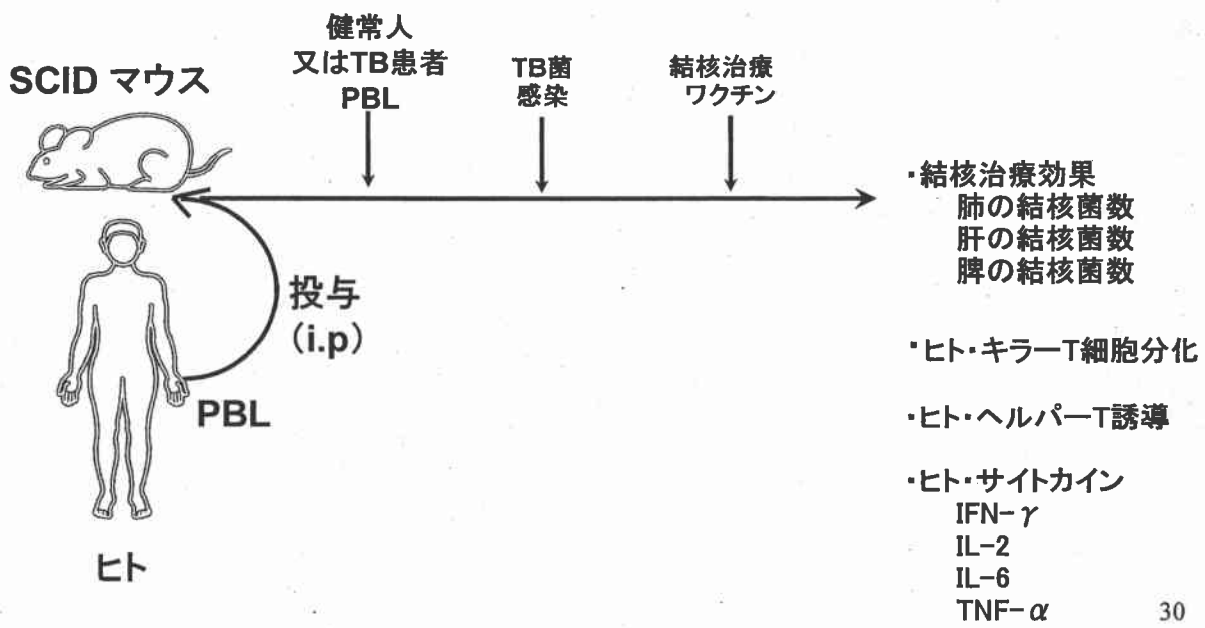 SCID マウス
健常人
又はTB患者
PBL
TB菌
感染
結核治療
ワクチン
投与
(i.p)
PBL
ヒト
・結核治療効果
肺の結核菌数
肝の結核菌数
脾の結核菌数
・ヒト・キラーT細胞分化
・ヒト・ヘルパーT誘導
・ヒト・サイトカイン
IFN-γ
IL-2
IL-6
TNF-α
30